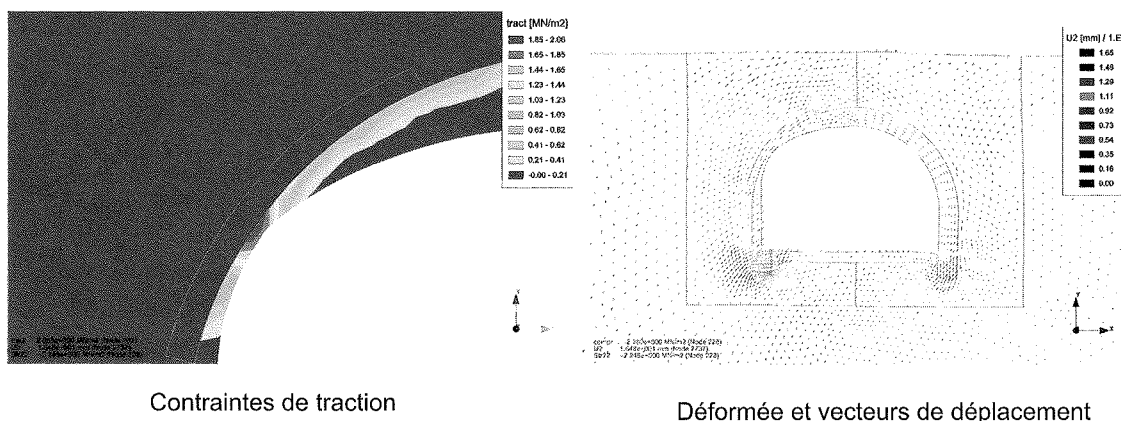 tract [MN/m2]
1.85 - 2.06
1.65 - 1.85
1.44 - 1.65
1.23 - 1.44
1.03 - 1.23
0.82 - 1.03
0.62 - 0.82
0.41 - 0.62
0.21 - 0.41
-0.00 - 0.21
Y
U2 [mm] / 1.E
1.65
1.48
1.29
1.11
0.92
0.73
0.54
0.35
0.16
0.00
Y
X
Contraintes de traction
Déformée et vecteurs de déplacement